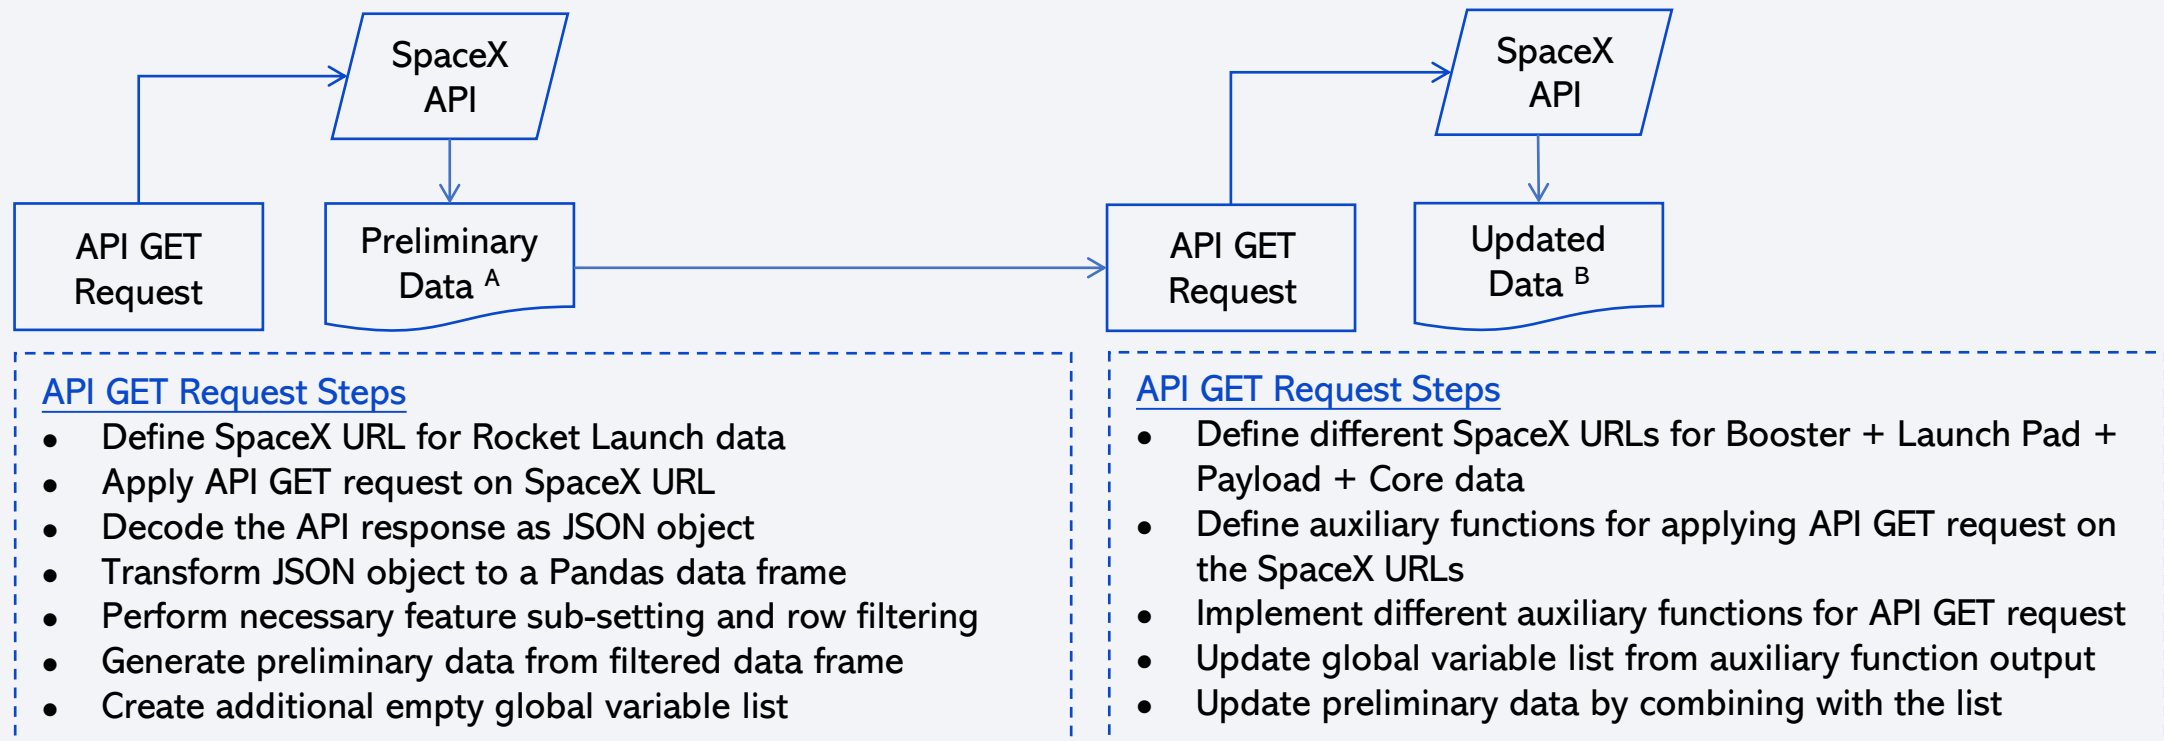 SpaceX
API
SpaceX
API
API GET
Request
Preliminary
Data A
API GET
Request
Updated
Data B
API GET Request Steps
● Define SpaceX URL for Rocket Launch data
● Apply API GET request on SpaceX URL
● Decode the API response as JSON object
● Transform JSON object to a Pandas data frame
● Perform necessary feature sub-setting and row filtering
● Generate preliminary data from filtered data frame
● Create additional empty global variable list
API GET Request Steps
● Define different SpaceX URLs for Booster + Launch Pad +
Payload + Core data
● Define auxiliary functions for applying API GET request on
the SpaceX URLs
● Implement different auxiliary functions for API GET request
● Update global variable list from auxiliary function output
● Update preliminary data by combining with the list